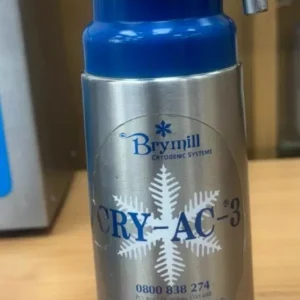 Brymill
CRYOGENIC SYSTEMS
CRY-AC®-3
0800 838 274